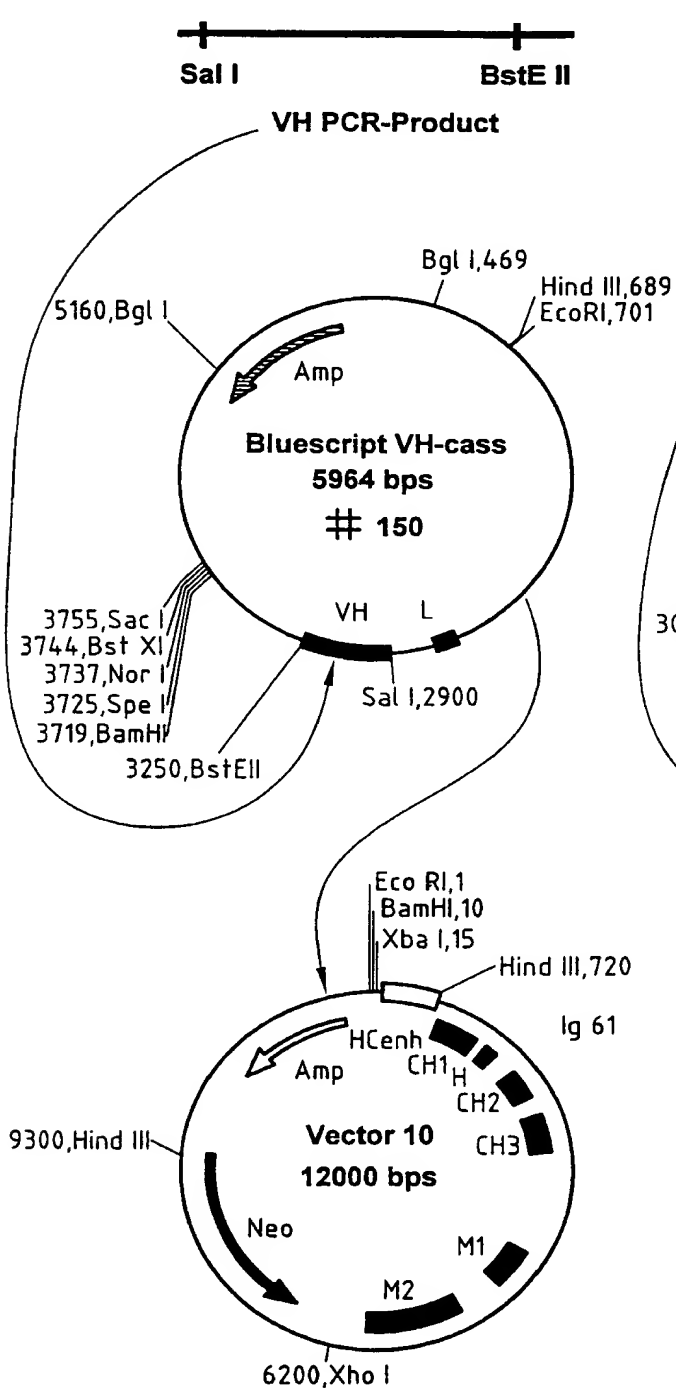 Sal I
BstE II
VH PCR-Product
Bgl I,469
Hind III,689
EcoRI,701
5160,Bgl I
Amp
Bluescript VH-cass
5964 bps
# 150
3755,Sac I
3744,Bst XI
3737,Nor I
3725,Spe I
3719,BamHI
VH
L
Sal I,2900
3250,BstEII
30
Eco RI,1
BamHI,10
Xba I,15
Hind III,720
Ig 61
HCenh
CH1
H
CH2
CH3
Amp
Vector 10
12000 bps
9300,Hind III
Neo
M1
M2
6200,Xho I